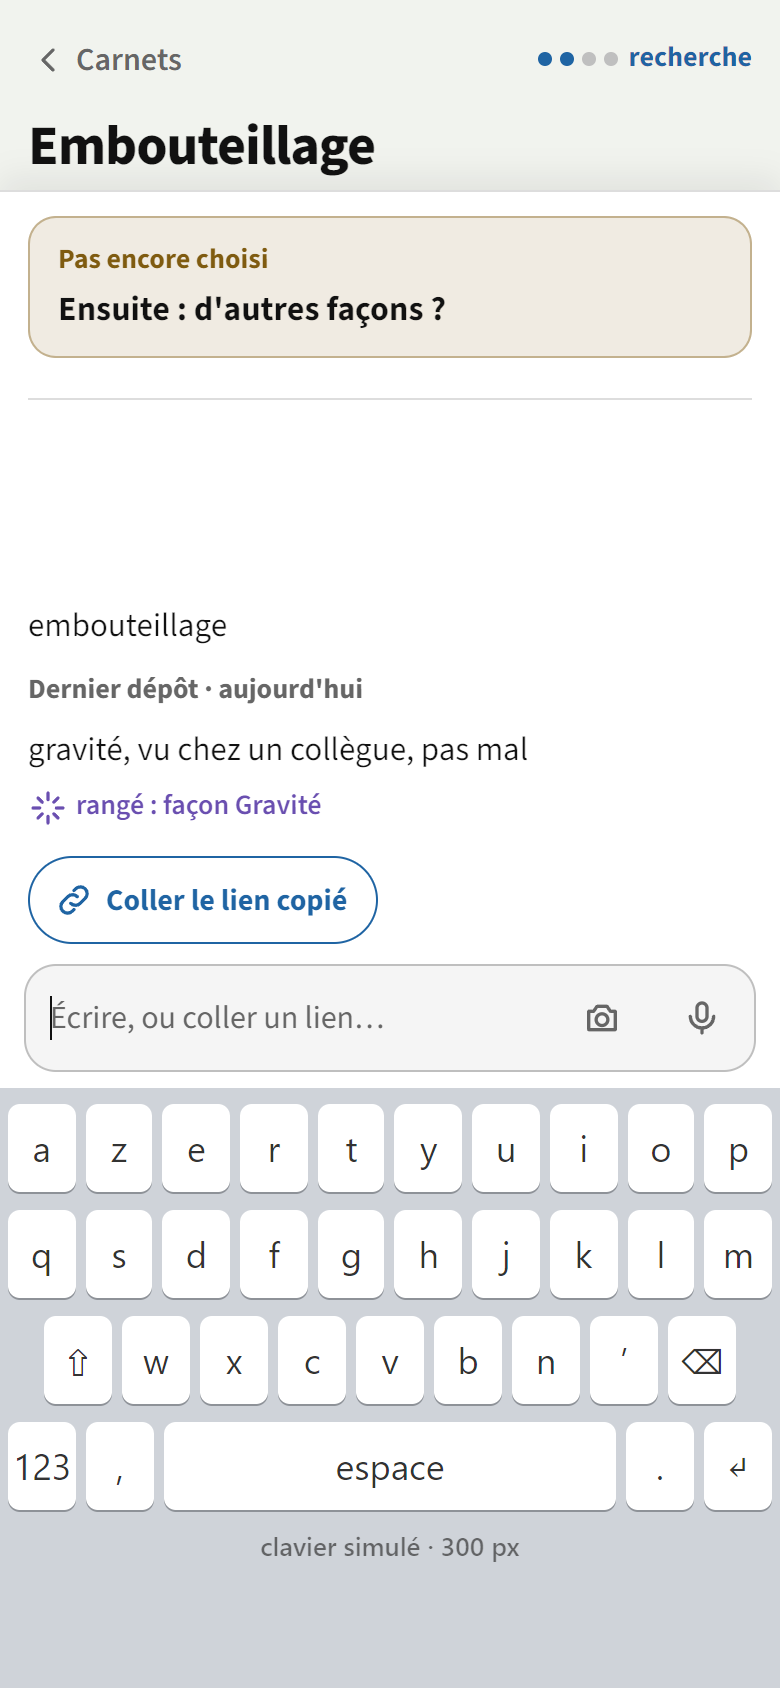 Carnets
recherche
Embouteillage
Pas encore choisi
Ensuite : d'autres façons ?
embouteillage
Dernier dépôt · aujourd'hui
gravité, vu chez un collègue, pas mal
rangé : façon Gravité
Coller le lien copié
Écrire, ou coller un lien…
a z e r t y u i o p
q s d f g h j k l m
⇧ w x c v b n ’ ⌫
123 , espace . ↵
clavier simulé · 300 px